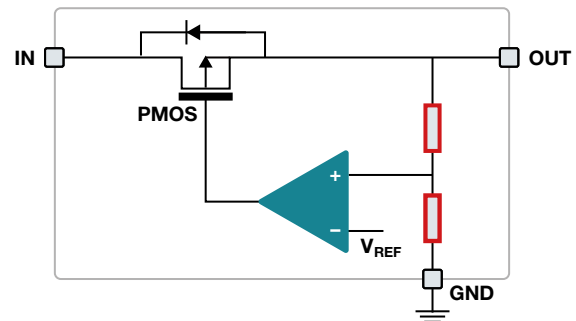 IN
OUT
PMOS
+
−
VREF
GND